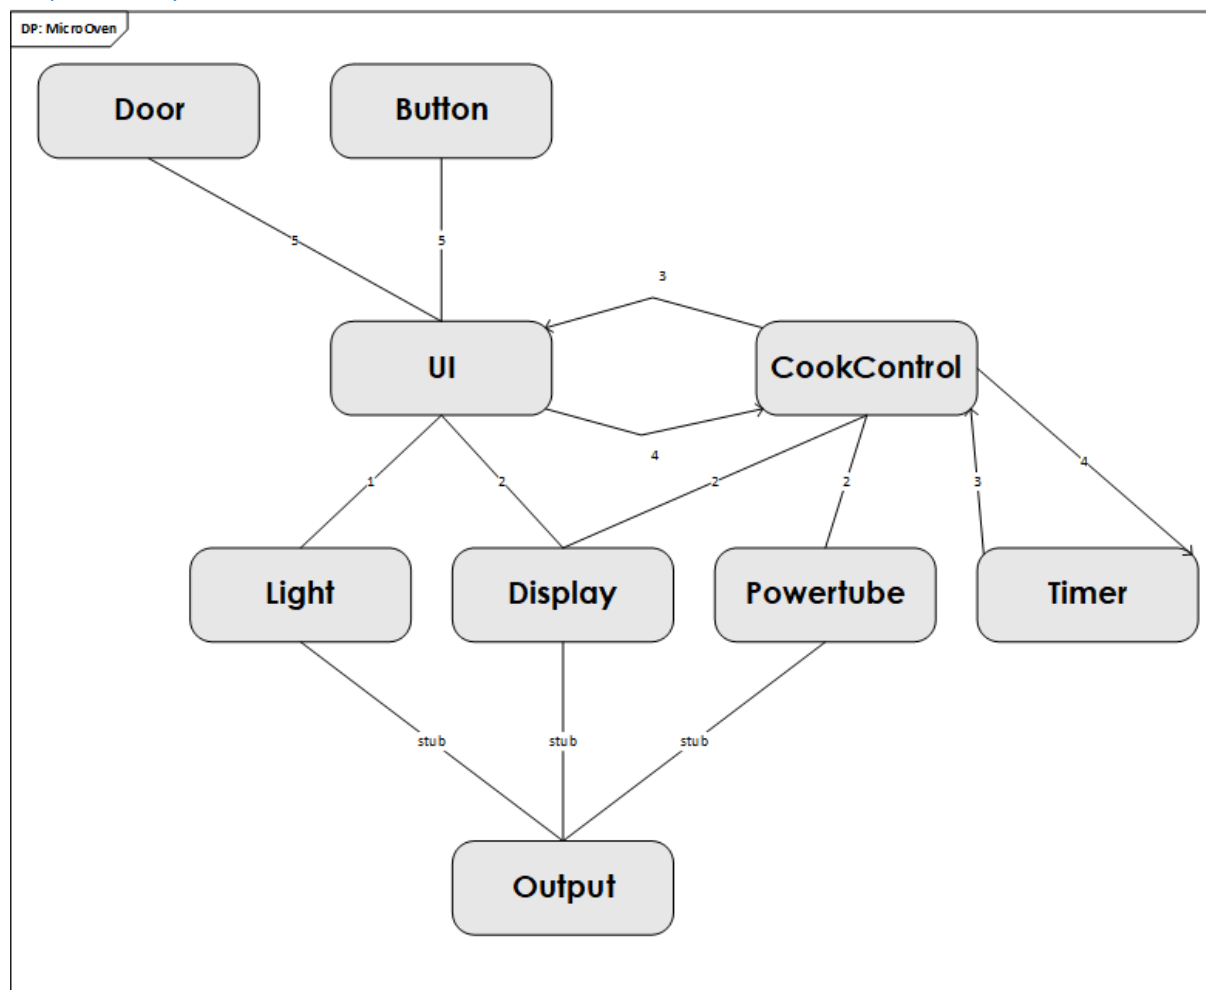 DP: MicroOven
Door
Button
5
5
3
UI
CookControl
4
4
1
2
2
2
3
Light
Display
Powertube
Timer
stub
stub
stub
Output